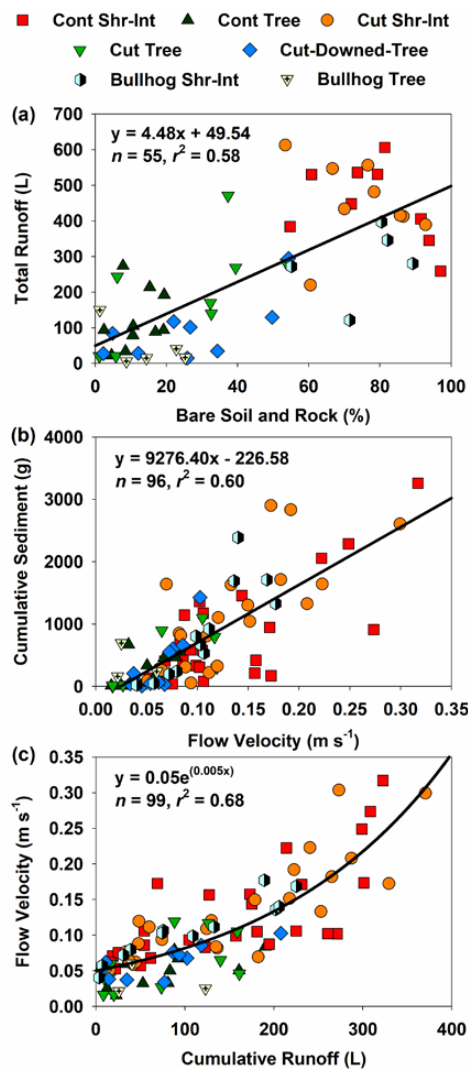 Cont Shr-Int Cont Tree Cut Shr-Int
Cut Tree Cut-Downed-Tree
Bullhog Shr-Int Bullhog Tree
(a)
y = 4.48x + 49.54
n = 55, r² = 0.58
Total Runoff (L)
700
600
500
400
300
200
100
0
0 20 40 60 80 100
Bare Soil and Rock (%)
(b)
y = 9276.40x - 226.58
n = 96, r² = 0.60
Cumulative Sediment (g)
4000
3000
2000
1000
0
0.00 0.05 0.10 0.15 0.20 0.25 0.30 0.35
Flow Velocity (m s⁻¹)
(c)
y = 0.05e^(0.005x)
n = 99, r² = 0.68
Flow Velocity (m s⁻¹)
0.35
0.30
0.25
0.20
0.15
0.10
0.05
0.00
0 100 200 300 400
Cumulative Runoff (L)